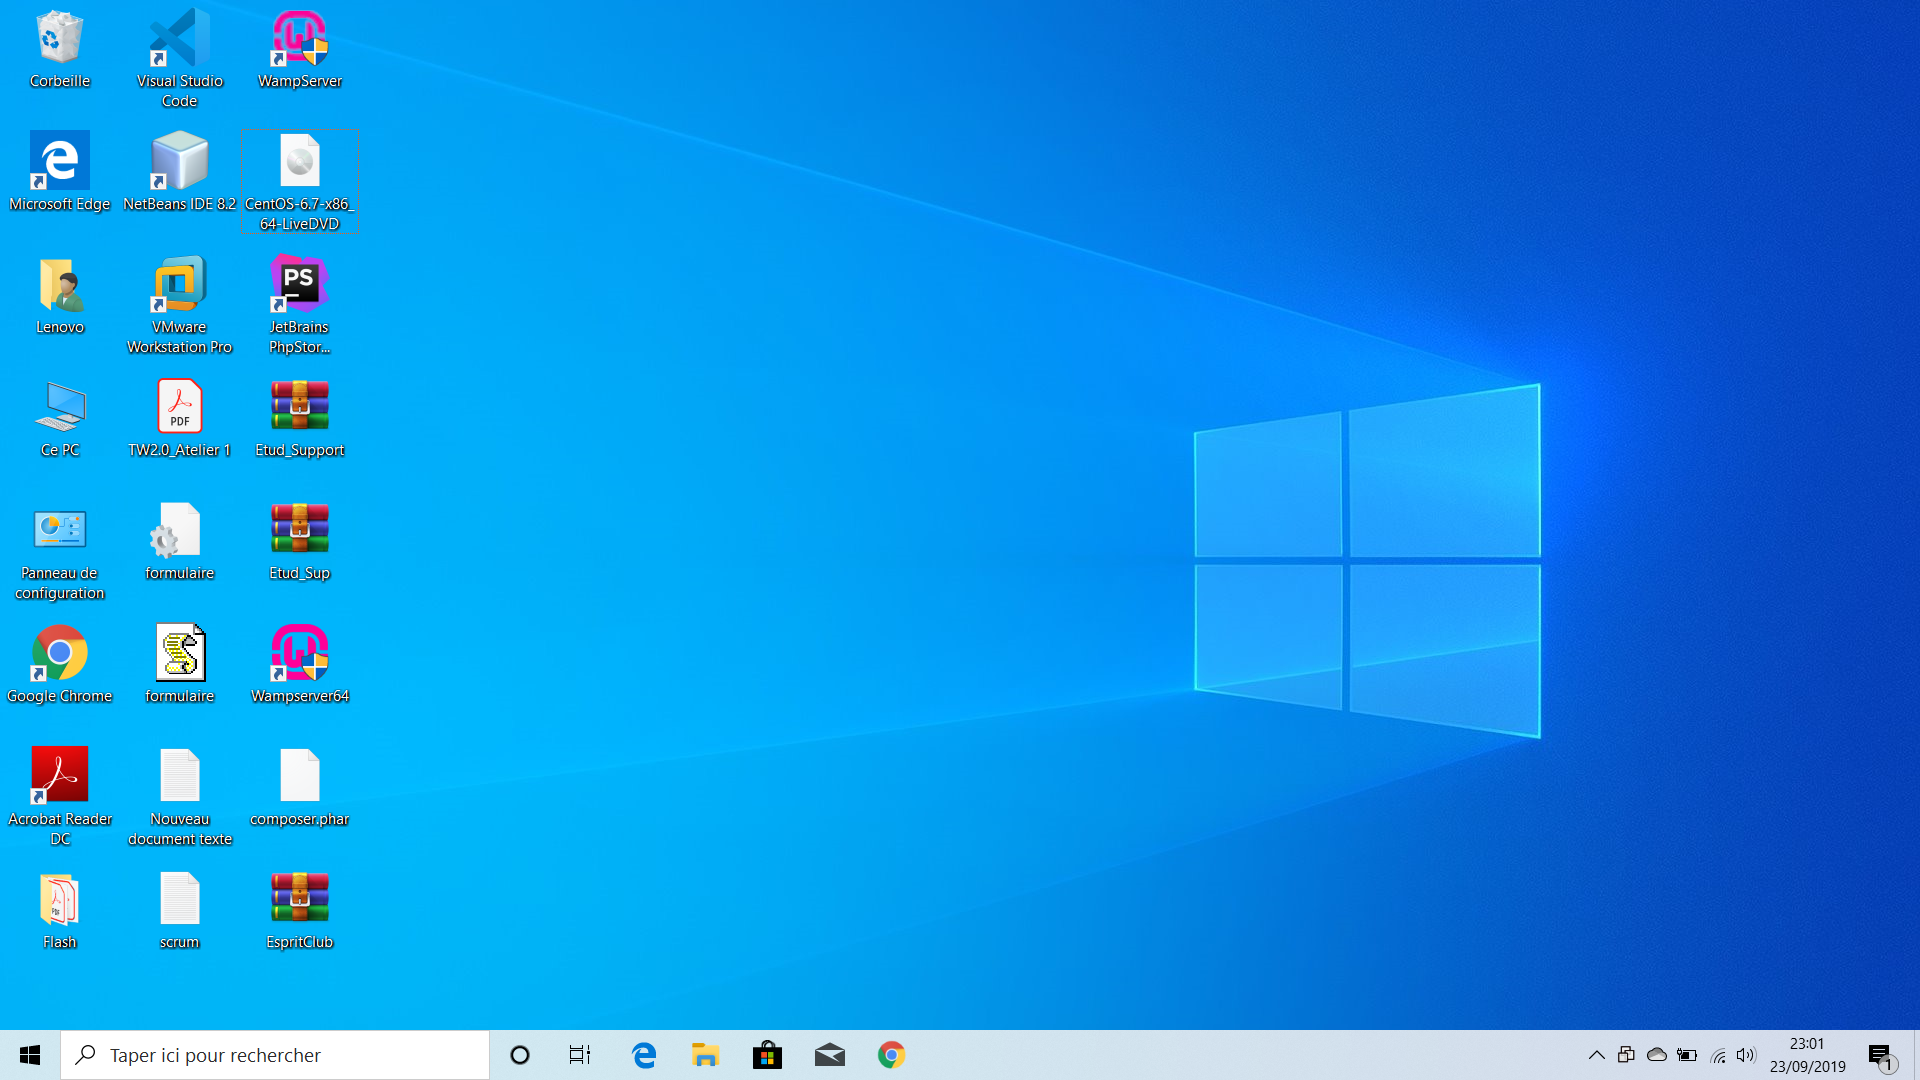 Corbeille
Visual Studio
Code
WampServer
Microsoft Edge
NetBeans IDE 8.2
CentOS-6.7-x86_
64-LiveDVD
Lenovo
VMware
Workstation Pro
PS
JetBrains
PhpStor...
Ce PC
PDF
TW2.0_Atelier 1
Etud_Support
Panneau de
configuration
formulaire
Etud_Sup
Google Chrome
formulaire
Wampserver64
Acrobat Reader
DC
Nouveau
document texte
composer.phar
PDF
Flash
scrum
EspritClub
Taper ici pour rechercher
23:01
23/09/2019
1